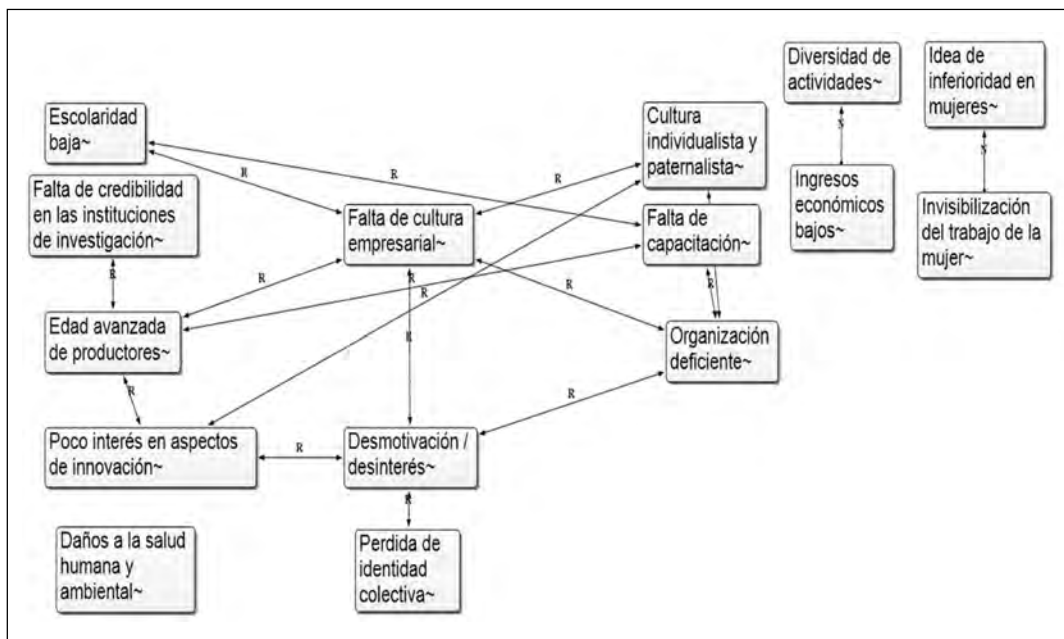 Diversidad de
actividades~
Idea de
inferioridad en
mujeres~
Escolaridad
baja~
Cultura
individualista y
paternalista~
S
S
R
R
Falta de credibilidad
en las instituciones
de investigación~
Ingresos
económicos
bajos~
Invisibilización
del trabajo de la
mujer~
Falta de cultura
empresarial~
Falta de
capacitación~
R
R
R
R
R
R
Edad avanzada
de productores~
R
R
Organización
deficiente~
R
R
Poco interés en aspectos
de innovación~
R
Desmotivación /
desinterés~
R
Daños a la salud
humana y
ambiental~
Perdida de
identidad
colectiva~